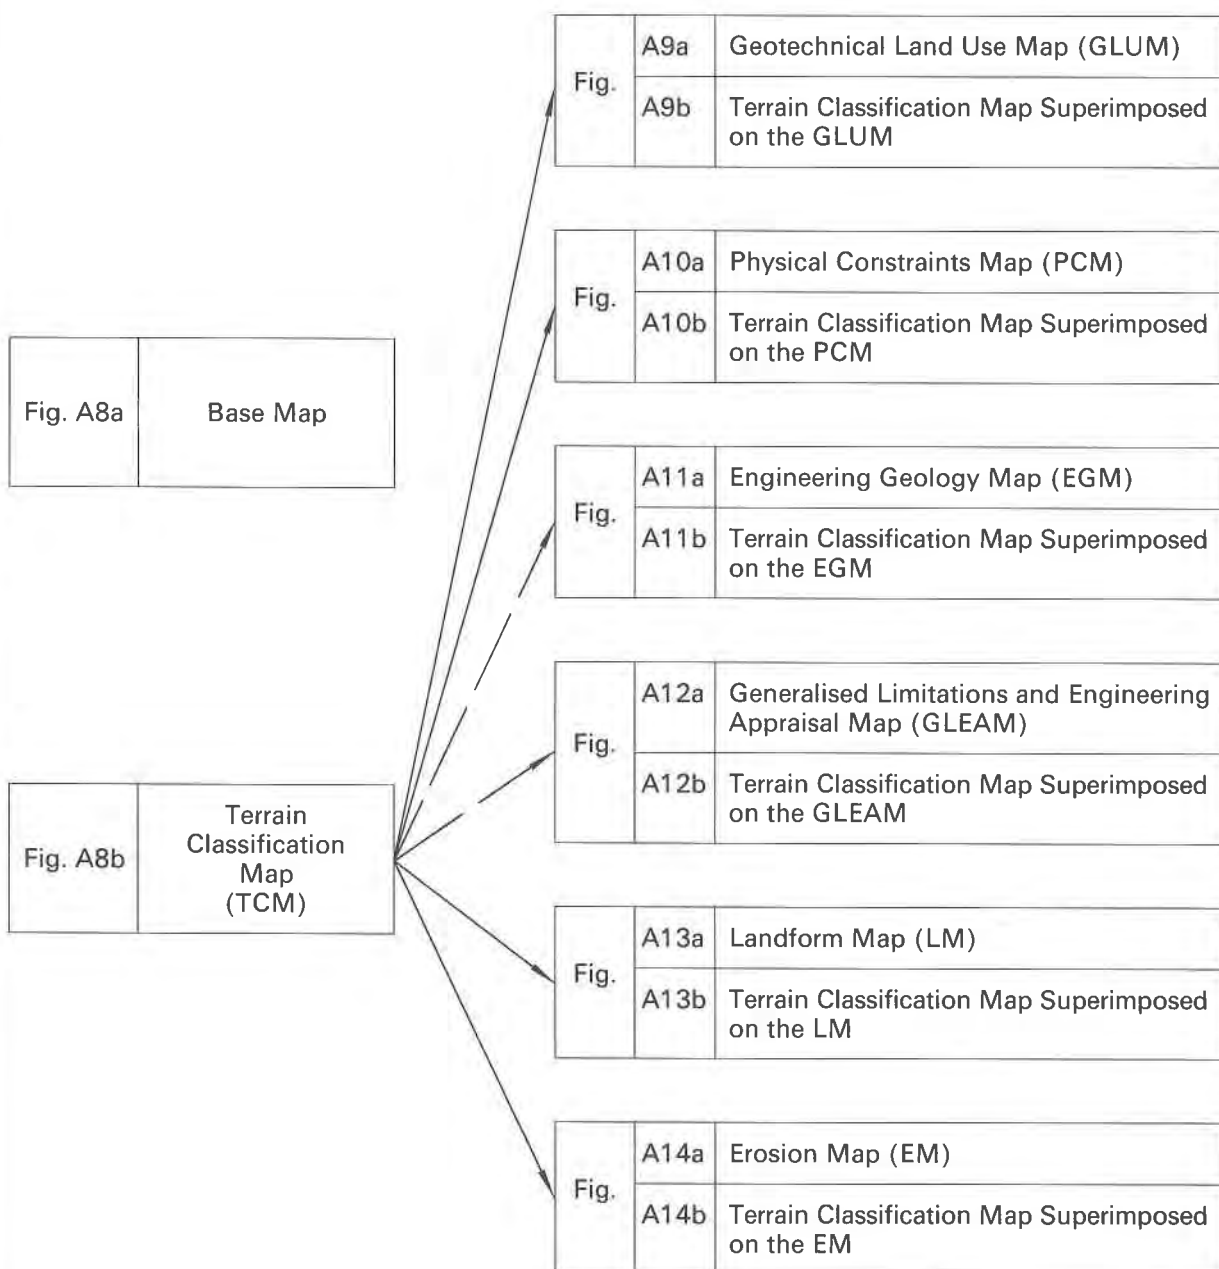 Fig. A8a
Base Map
Fig. A8b
Terrain
Classification
Map
(TCM)
Fig.
A9a
Geotechnical Land Use Map (GLUM)
A9b
Terrain Classification Map Superimposed
on the GLUM
Fig.
A10a
Physical Constraints Map (PCM)
A10b
Terrain Classification Map Superimposed
on the PCM
Fig.
A11a
Engineering Geology Map (EGM)
A11b
Terrain Classification Map Superimposed
on the EGM
Fig.
A12a
Generalised Limitations and Engineering
Appraisal Map (GLEAM)
A12b
Terrain Classification Map Superimposed
on the GLEAM
Fig.
A13a
Landform Map (LM)
A13b
Terrain Classification Map Superimposed
on the LM
Fig.
A14a
Erosion Map (EM)
A14b
Terrain Classification Map Superimposed
on the EM